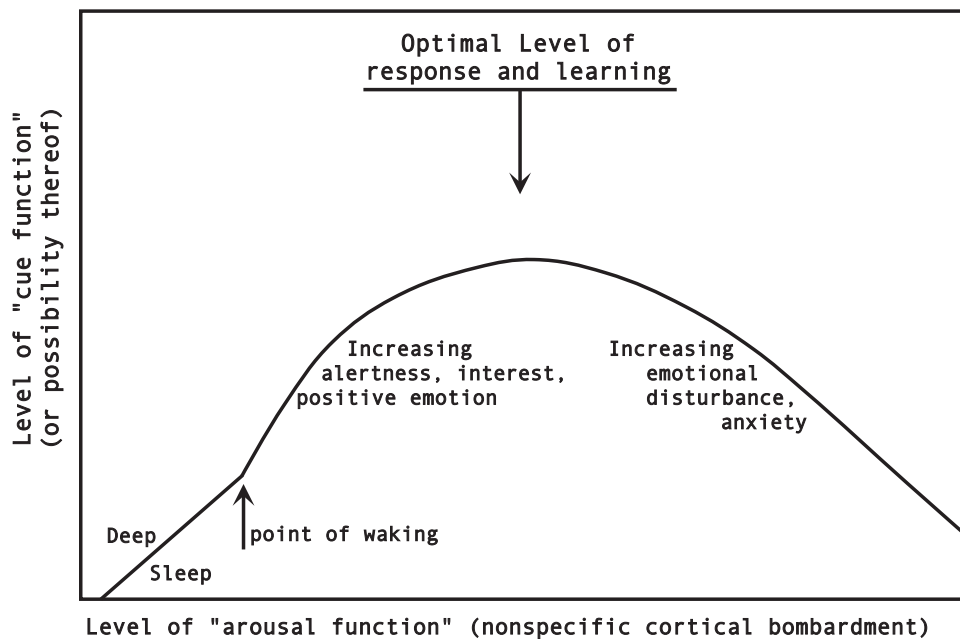 Optimal Level of
response and learning
Level of "cue function"
(or possibility thereof)
Increasing
alertness, interest,
positive emotion
Increasing
emotional
disturbance,
anxiety
point of waking
Deep
Sleep
Level of "arousal function" (nonspecific cortical bombardment)